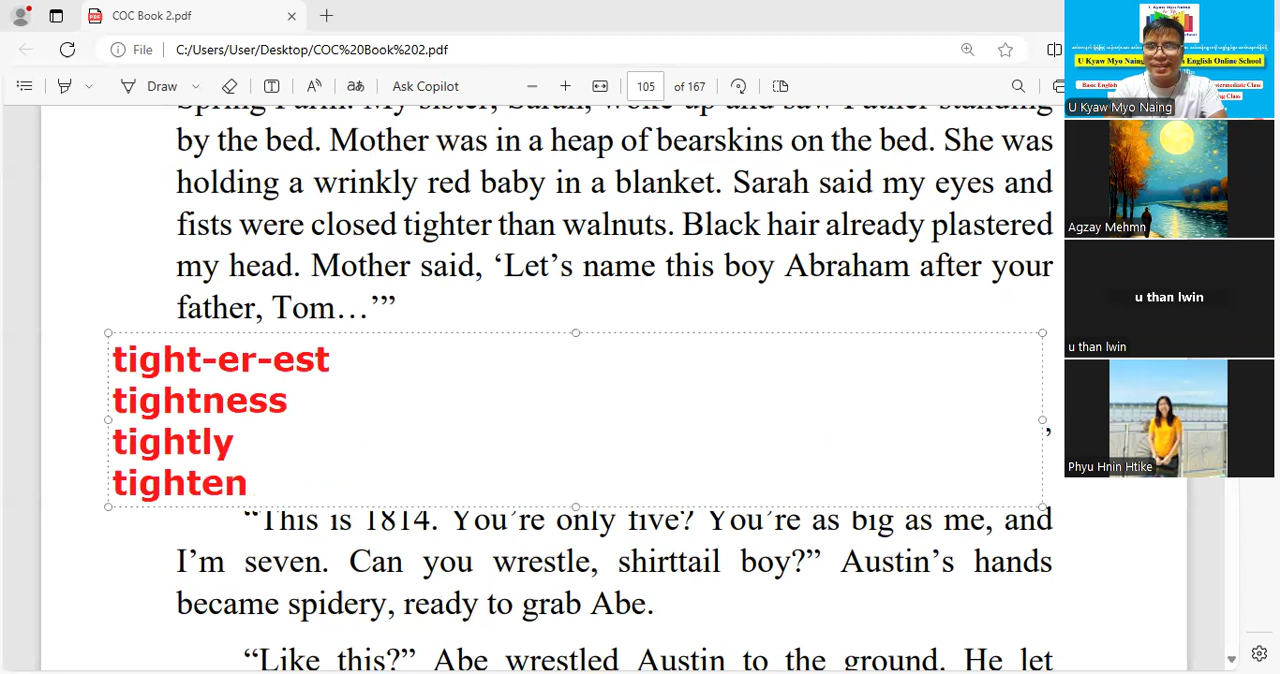 COC Book 2.pdf
File
C:/Users/User/Desktop/COC%20Book%202.pdf
Draw
aあ
Ask Copilot
105
of 167
by the bed. Mother was in a heap of bearskins on the bed. She was
holding a wrinkly red baby in a blanket. Sarah said my eyes and
fists were closed tighter than walnuts. Black hair already plastered
my head. Mother said, ‘Let’s name this boy Abraham after your
father, Tom…’”
tight-er-est
tightness
tightly
tighten
“This is 1814. You’re only five? You’re as big as me, and
I’m seven. Can you wrestle, shirttail boy?” Austin’s hands
became spidery, ready to grab Abe.
“Like this?” Abe wrestled Austin to the ground. He let
U Kyaw Myo Naing
Agzay Mehmn
u than lwin
u than lwin
Phyu Hnin Htike